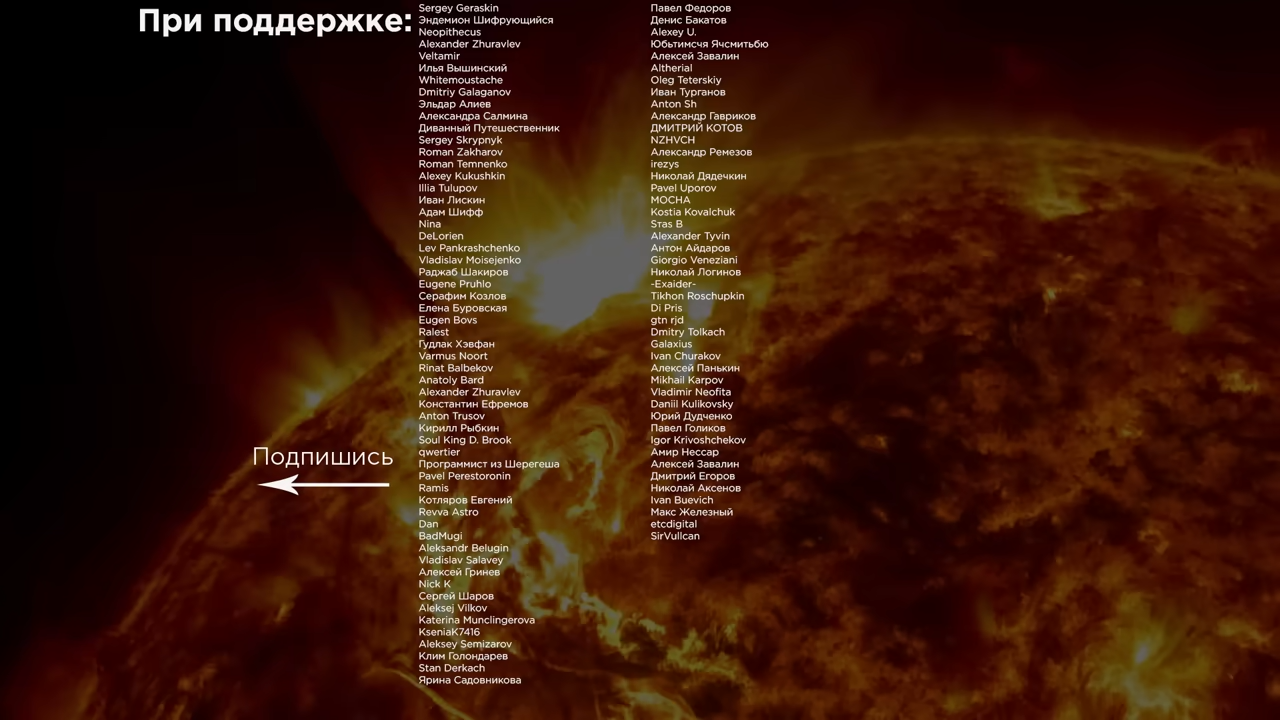 При поддержке:
Sergey Geraskin
Эндемион Шифрующийся
Neopithecus
Alexander Zhuravlev
Veltamir
Илья Вышинский
Whitemoustache
Dmitriy Galaganov
Эльдар Алиев
Александра Салмина
Диванный Путешественник
Sergey Skrypnyk
Roman Zakharov
Roman Temnenko
Alexey Kukushkin
Illia Tulupov
Иван Лискин
Адам Шифф
Nina
DeLorien
Lev Pankrashchenko
Vladislav Moisejenko
Раджаб Шакиров
Eugene Pruhlo
Серафим Козлов
Елена Буровская
Eugen Bovs
Ralest
Гудлак Хэвфан
Varmus Noort
Rinat Balbekov
Anatoly Bard
Alexander Zhuravlev
Константин Ефремов
Anton Trusov
Кирилл Рыбкин
Soul King D. Brook
qwertier
Программист из Шерегеша
Pavel Perestoronin
Ramis
Котляров Евгений
Revva Astro
Dan
BadMugi
Aleksandr Belugin
Vladislav Salavey
Алексей Гринев
Nick K
Сергей Шаров
Aleksej Vilkov
Katerina Munclingerova
KseniaK7416
Aleksey Semizarov
Клим Голондарев
Stan Derkach
Ярина Садовникова
Павел Федоров
Денис Бакатов
Alexey U.
Юбьтимсчя Ячсмитьбю
Алексей Завалин
Altherial
Oleg Teterskiy
Иван Турганов
Anton Sh
Александр Гавриков
ДМИТРИЙ КОТОВ
NZHVCH
Александр Ремезов
irezys
Николай Дядечкин
Pavel Uporov
МОСНА
Kostia Kovalchuk
Sтas B
Alexander Tyvin
Антон Айдаров
Giorgio Veneziani
Николай Логинов
-Exaider-
Tikhon Roschupkin
Di Pris
gtn rjd
Dmitry Tolkach
Galaxius
Ivan Churakov
Алексей Панькин
Mikhail Karpov
Vladimir Neofita
Daniil Kulikovsky
Юрий Дудченко
Павел Голиков
Igor Krivoshchekov
Амир Нессар
Алексей Завалин
Дмитрий Егоров
Николай Аксенов
Ivan Buevich
Макс Железный
etcdigital
SirVullcan
Подпишись